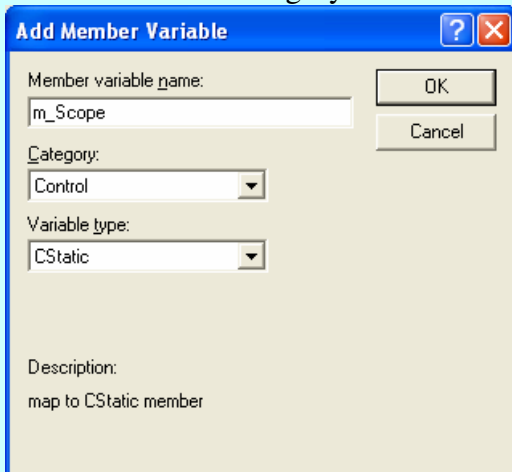 Add Member Variable
Member variable name:
OK
m_Scope
Cancel
Category:
Control
Variable type:
CStatic
Description:
map to CStatic member